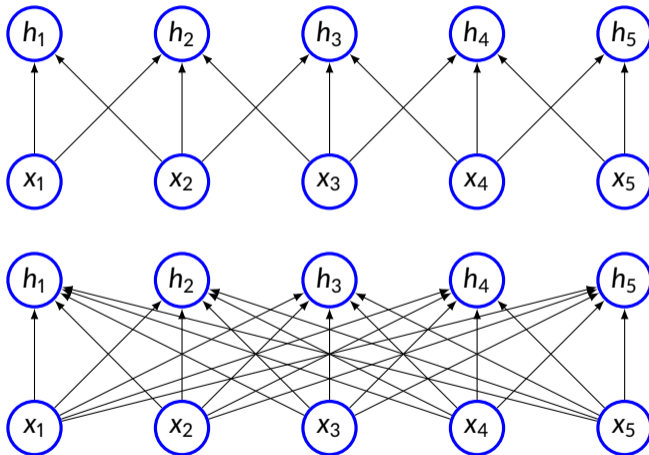 h₁ h₂ h₃ h₄ h₅
x₁ x₂ x₃ x₄ x₅
h₁ h₂ h₃ h₄ h₅
x₁ x₂ x₃ x₄ x₅